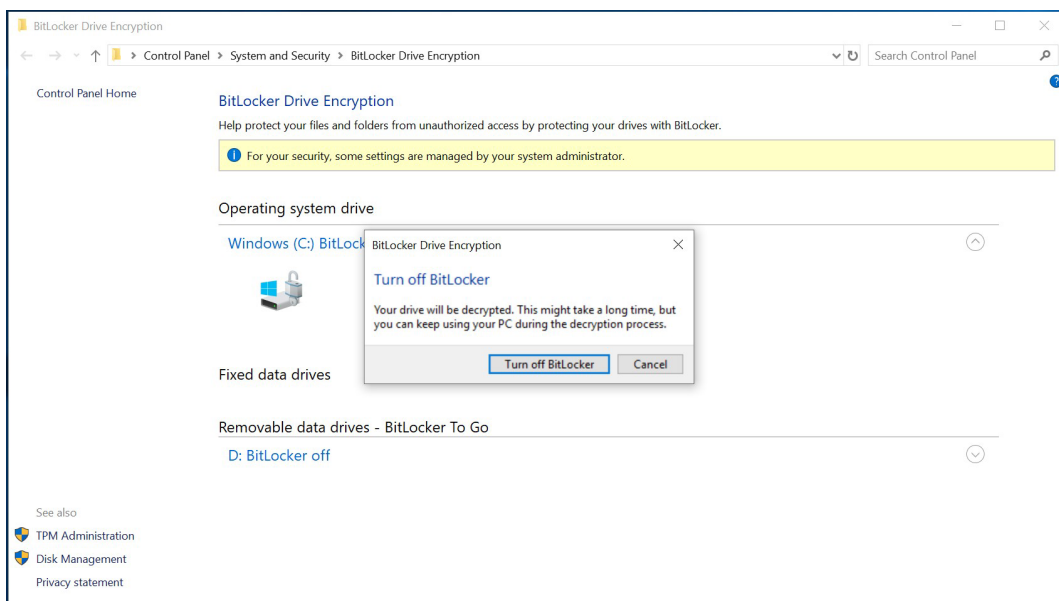 BitLocker Drive Encryption
Control Panel > System and Security > BitLocker Drive Encryption
Search Control Panel
Control Panel Home
BitLocker Drive Encryption
Help protect your files and folders from unauthorized access by protecting your drives with BitLocker.
For your security, some settings are managed by your system administrator.
Operating system drive
Windows (C:) BitLock
BitLocker Drive Encryption
Turn off BitLocker
Your drive will be decrypted. This might take a long time, but
you can keep using your PC during the decryption process.
Turn off BitLocker
Cancel
Fixed data drives
Removable data drives - BitLocker To Go
D: BitLocker off
See also
TPM Administration
Disk Management
Privacy statement